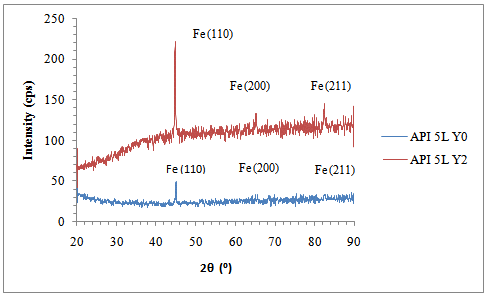 250
200
150
100
50
0
Intensity (cps)
Fe (110)
Fe (200)
Fe (211)
Fe (110)
Fe (200)
Fe (211)
API 5L Y0
API 5L Y2
20 30 40 50 60 70 80 90
2θ (⁰)